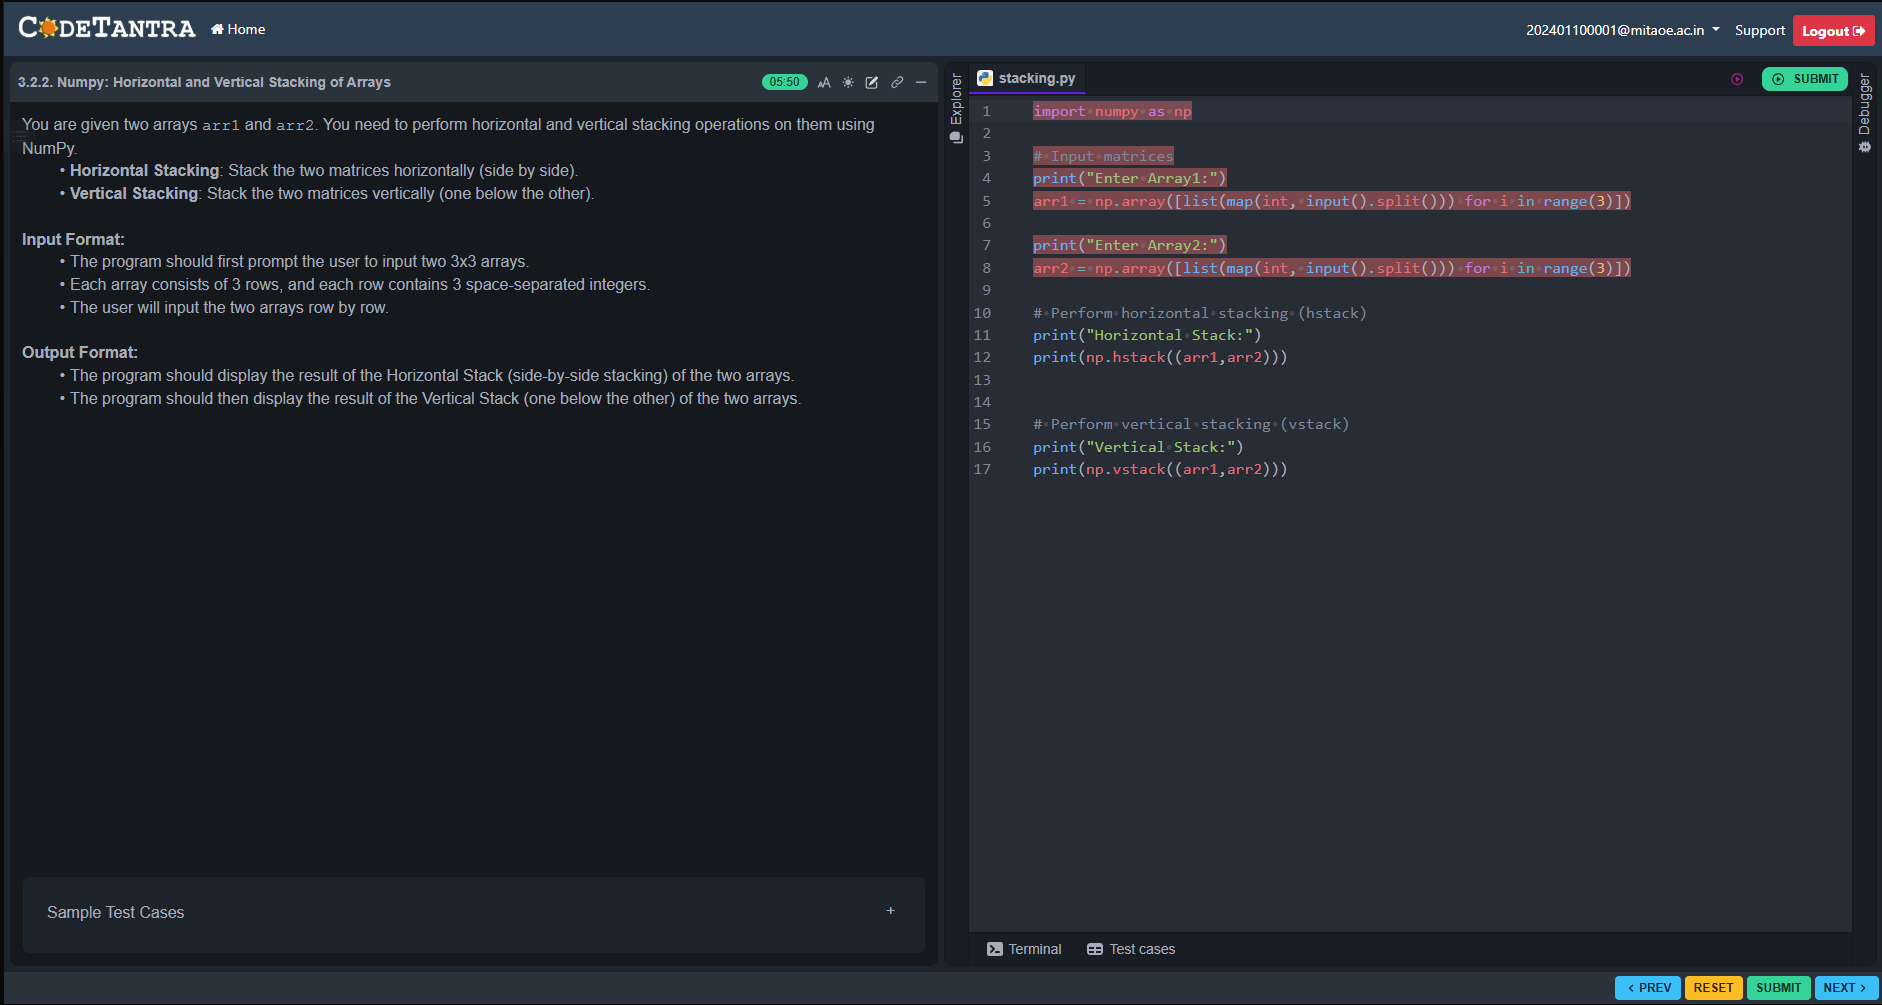 CODETANTRA Home 202401100001@mitaoe.ac.in Support Logout
3.2.2. Numpy: Horizontal and Vertical Stacking of Arrays 05:50
You are given two arrays arr1 and arr2. You need to perform horizontal and vertical stacking operations on them using
NumPy.
• Horizontal Stacking: Stack the two matrices horizontally (side by side).
• Vertical Stacking: Stack the two matrices vertically (one below the other).
Input Format:
• The program should first prompt the user to input two 3x3 arrays.
• Each array consists of 3 rows, and each row contains 3 space-separated integers.
• The user will input the two arrays row by row.
Output Format:
• The program should display the result of the Horizontal Stack (side-by-side stacking) of the two arrays.
• The program should then display the result of the Vertical Stack (one below the other) of the two arrays.
Sample Test Cases +
Explorer
stacking.py SUBMIT
1 import numpy as np
2
3 # Input matrices
4 print("Enter Array1:")
5 arr1 = np.array([list(map(int, input().split())) for i in range(3)])
6
7 print("Enter Array2:")
8 arr2 = np.array([list(map(int, input().split())) for i in range(3)])
9
10 # Perform horizontal stacking (hstack)
11 print("Horizontal Stack:")
12 print(np.hstack((arr1,arr2)))
13
14
15 # Perform vertical stacking (vstack)
16 print("Vertical Stack:")
17 print(np.vstack((arr1,arr2)))
Debugger
Terminal Test cases
< PREV RESET SUBMIT NEXT >